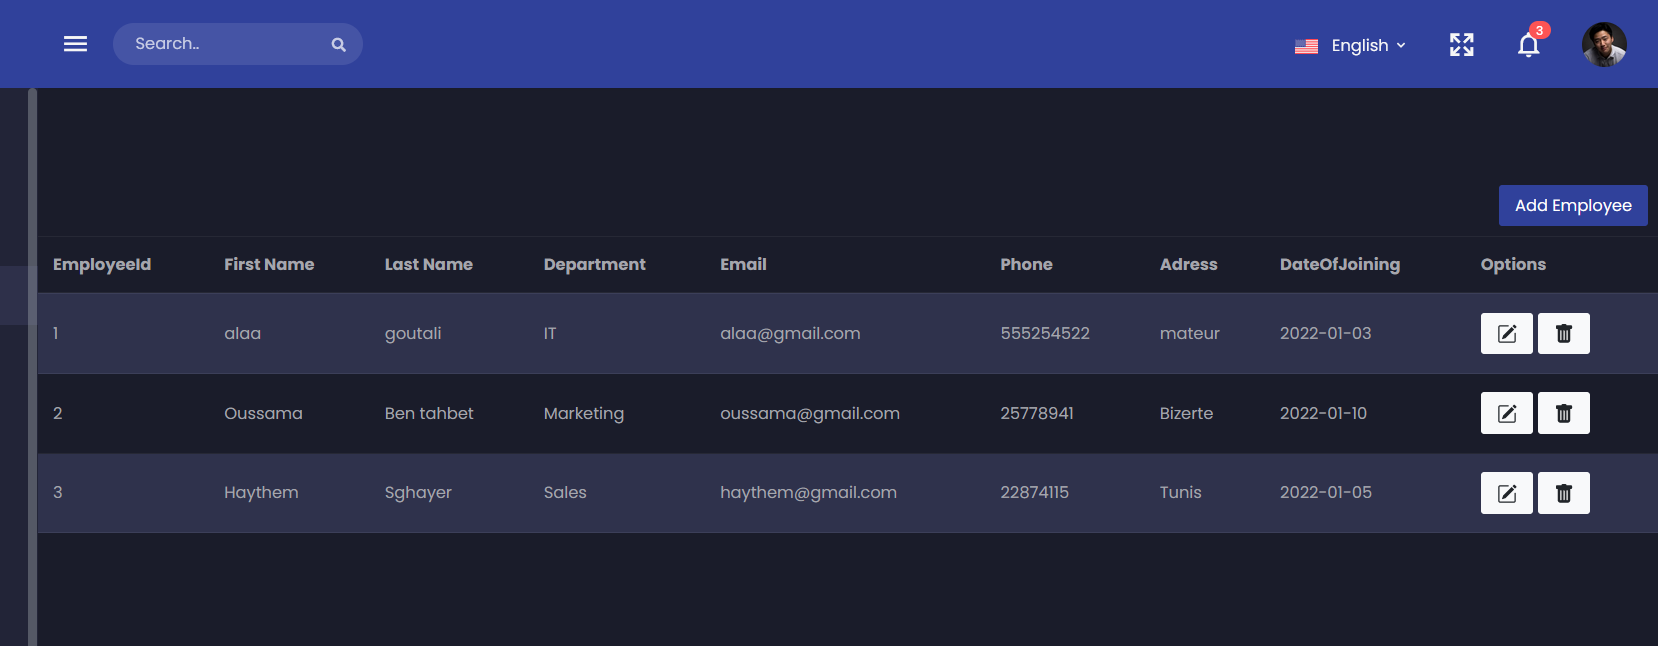 Search..
English
3
Add Employee
EmployeeId First Name Last Name Department Email Phone Adress DateOfJoining Options
1 alaa goutali IT alaa@gmail.com 555254522 mateur 2022-01-03
2 Oussama Ben tahbet Marketing oussama@gmail.com 25778941 Bizerte 2022-01-10
3 Haythem Sghayer Sales haythem@gmail.com 22874115 Tunis 2022-01-05